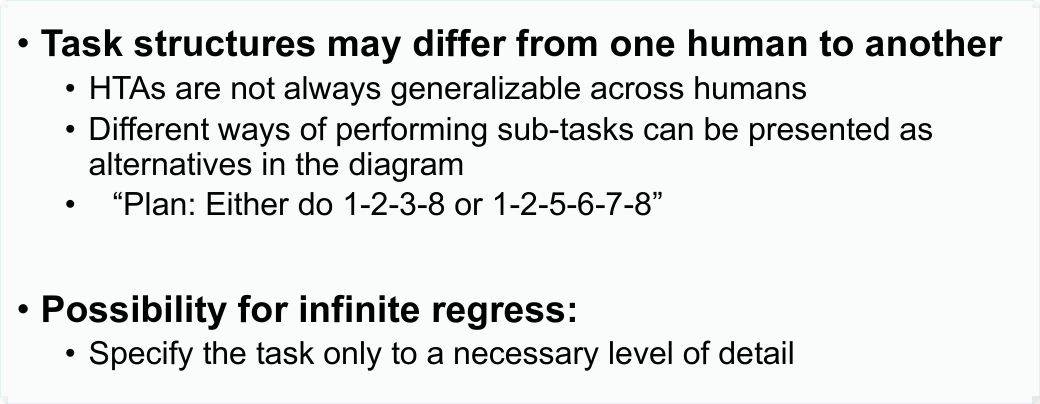 • Task structures may differ from one human to another
• HTAs are not always generalizable across humans
• Different ways of performing sub-tasks can be presented as
alternatives in the diagram
• “Plan: Either do 1-2-3-8 or 1-2-5-6-7-8”
• Possibility for infinite regress:
• Specify the task only to a necessary level of detail